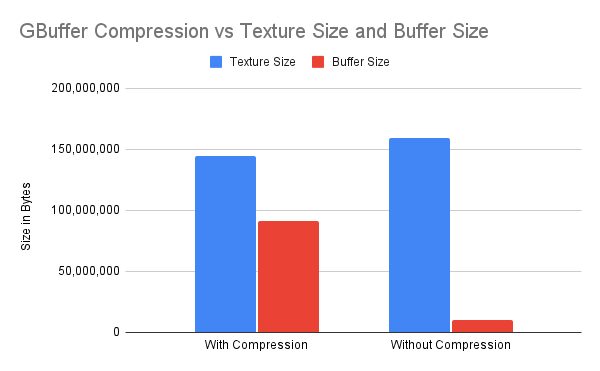 GBuffer Compression vs Texture Size and Buffer Size
Texture Size
Buffer Size
200,000,000
150,000,000
100,000,000
50,000,000
0
Size in Bytes
With Compression
Without Compression